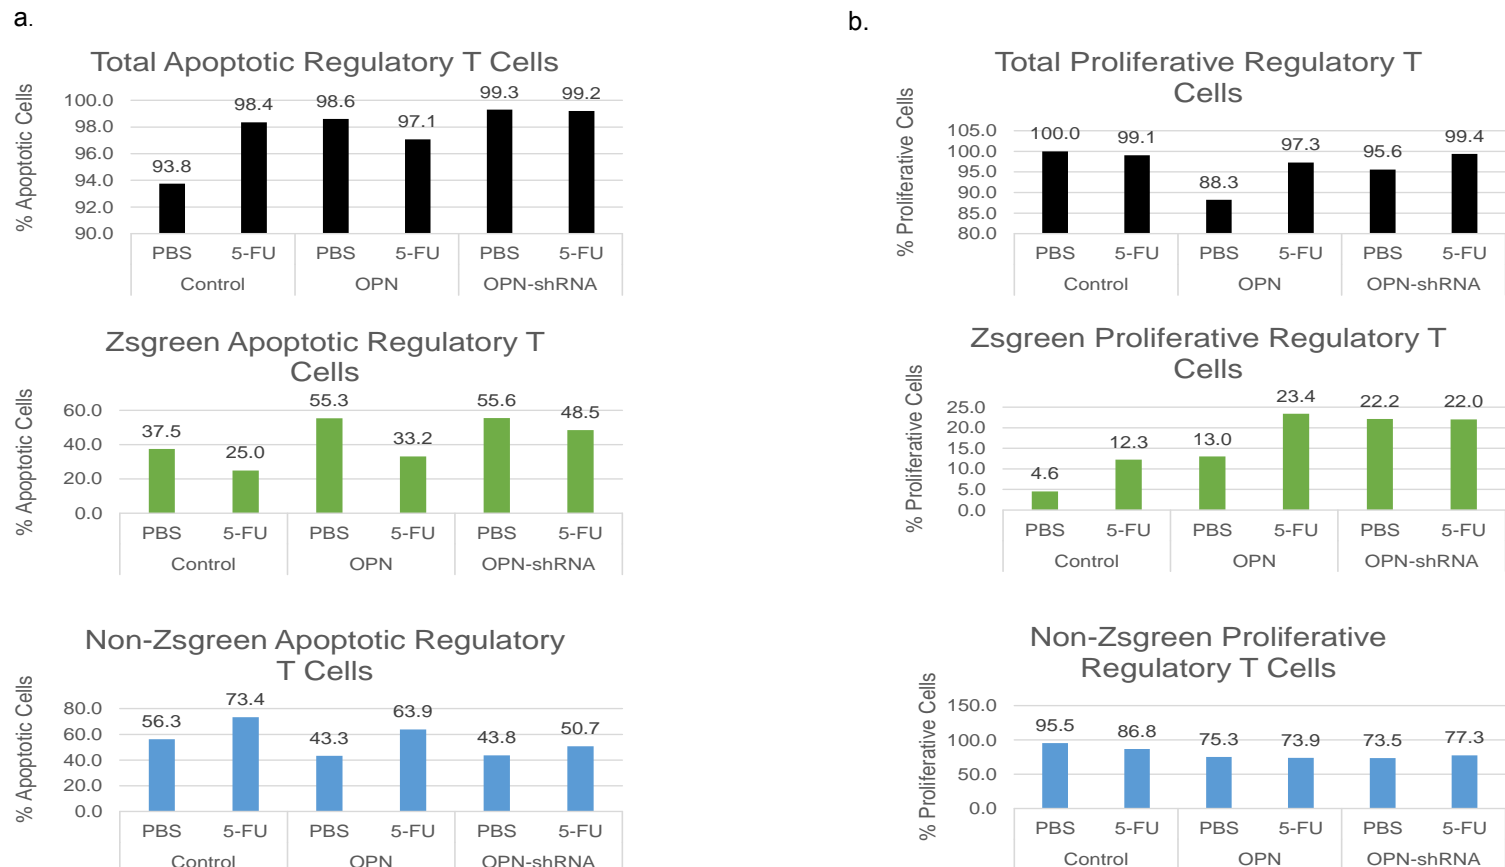 a.
Total Apoptotic Regulatory T Cells
% Apoptotic Cells
100.0
98.0
96.0
94.0
92.0
90.0
93.8
98.4
98.6
97.1
99.3
99.2
PBS 5-FU PBS 5-FU PBS 5-FU
Control OPN OPN-shRNA
Zsgreen Apoptotic Regulatory T
Cells
% Apoptotic Cells
60.0
40.0
20.0
0.0
37.5
25.0
55.3
33.2
55.6
48.5
PBS 5-FU PBS 5-FU PBS 5-FU
Control OPN OPN-shRNA
Non-Zsgreen Apoptotic Regulatory
T Cells
% Apoptotic Cells
80.0
60.0
40.0
20.0
0.0
56.3
73.4
43.3
63.9
43.8
50.7
PBS 5-FU PBS 5-FU PBS 5-FU
Control OPN OPN-shRNA
b.
Total Proliferative Regulatory T
Cells
% Proliferative Cells
105.0
100.0
95.0
90.0
85.0
80.0
100.0
99.1
88.3
97.3
95.6
99.4
PBS 5-FU PBS 5-FU PBS 5-FU
Control OPN OPN-shRNA
Zsgreen Proliferative Regulatory T
Cells
% Proliferative Cells
25.0
20.0
15.0
10.0
5.0
0.0
4.6
12.3
13.0
23.4
22.2
22.0
PBS 5-FU PBS 5-FU PBS 5-FU
Control OPN OPN-shRNA
Non-Zsgreen Proliferative
Regulatory T Cells
% Proliferative Cells
150.0
100.0
50.0
0.0
95.5
86.8
75.3
73.9
73.5
77.3
PBS 5-FU PBS 5-FU PBS 5-FU
Control OPN OPN-shRNA